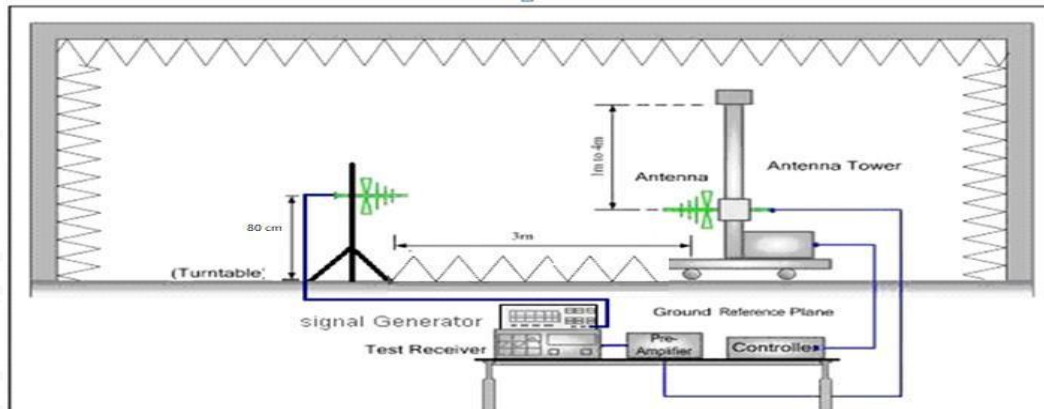 1m to 4m
Antenna Tower
Antenna
80 cm
3m
(Turntable)
signal Generator
Ground Reference Plane
Test Receiver
Pre-
Amplifier
Controller